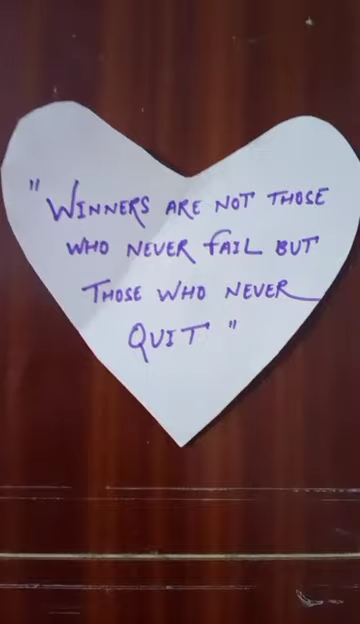 "WINNERS ARE NOT THOSE
WHO NEVER FAIL BUT
THOSE WHO NEVER
QUIT"